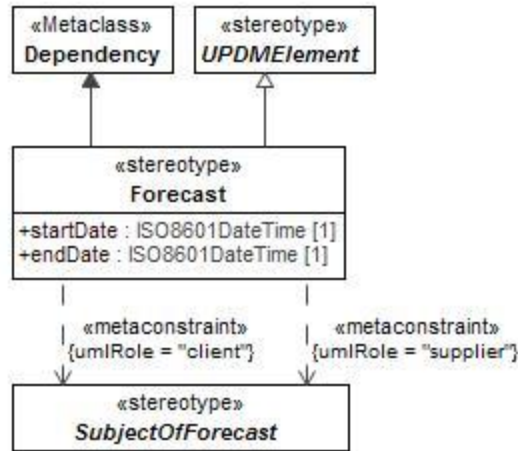 «Metaclass»
Dependency
«stereotype»
UPDMElement
«stereotype»
Forecast
+startDate : ISO8601DateTime [1]
+endDate : ISO8601DateTime [1]
«metaconstraint»
{umlRole = "client"}
«metaconstraint»
{umlRole = "supplier"}
«stereotype»
SubjectOfForecast